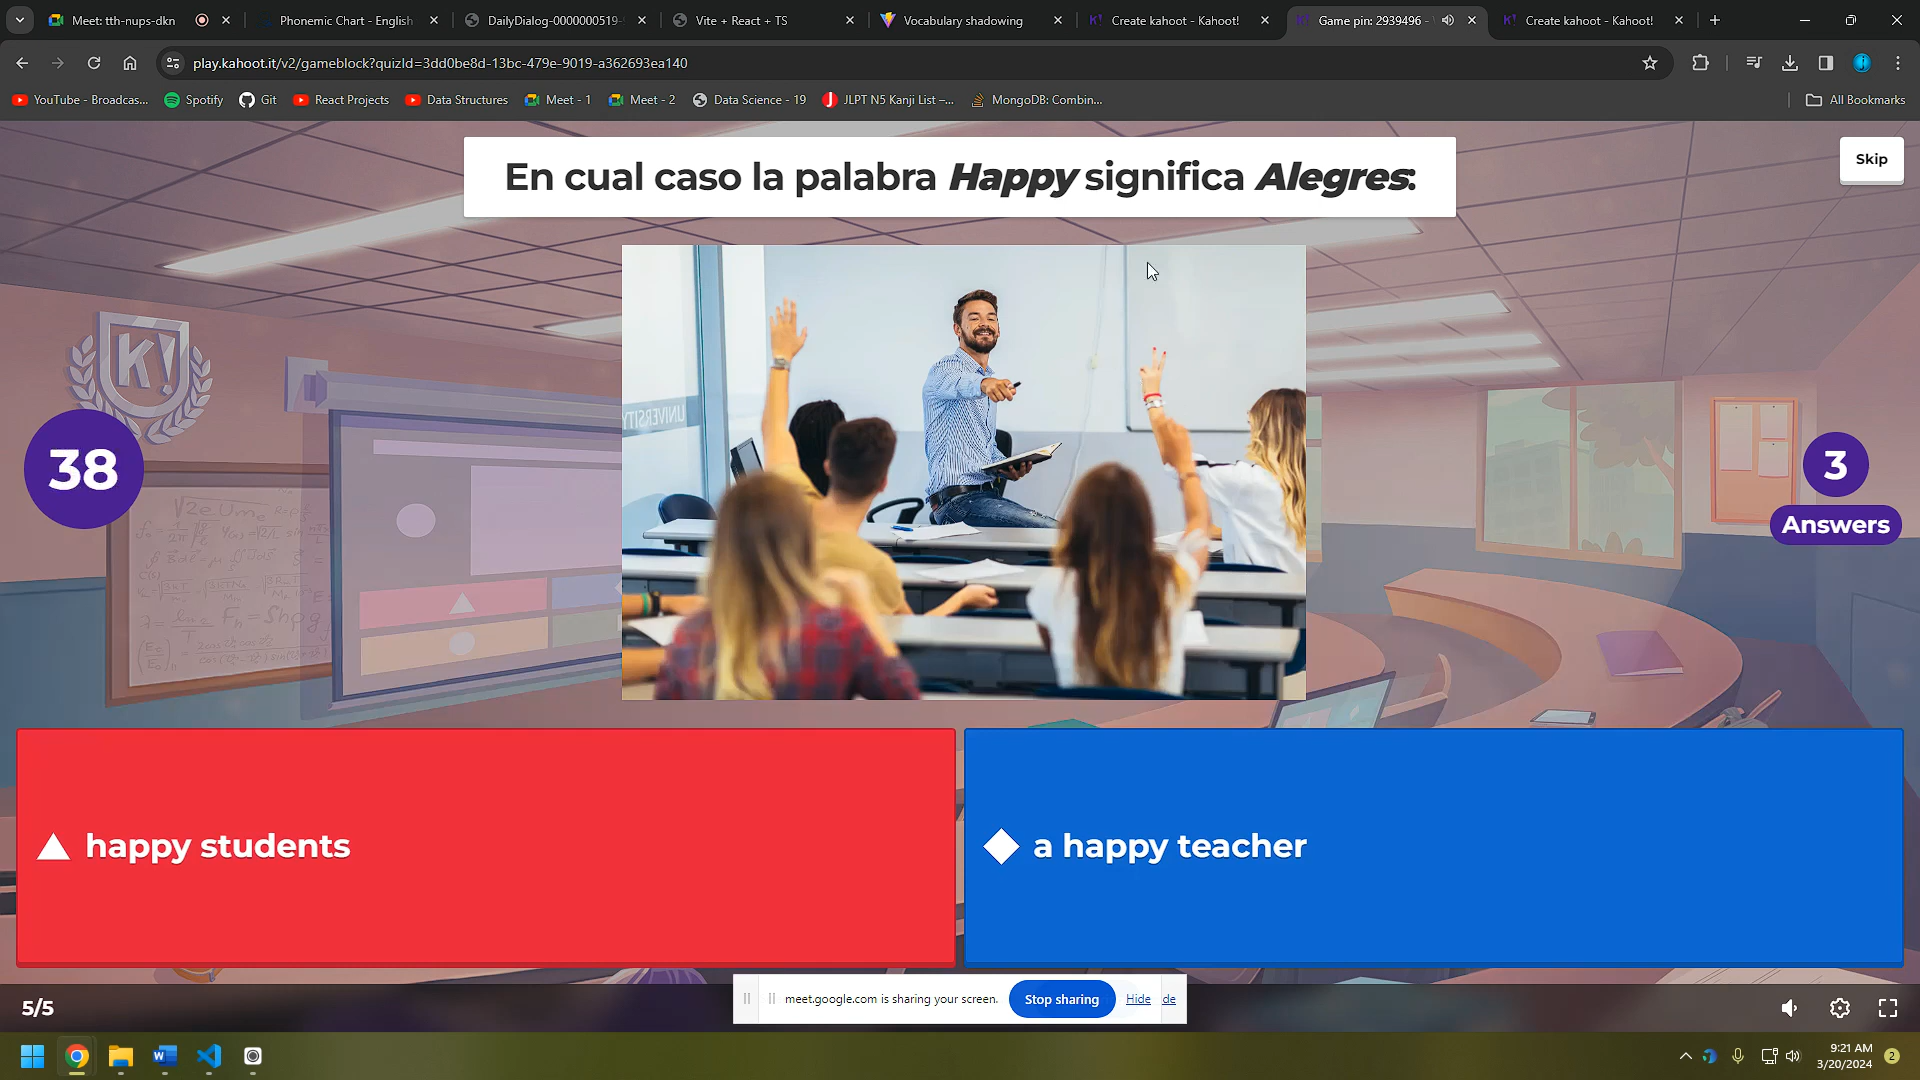 Meet: tth-nups-dkn
Phonemic Chart - English
DailyDialog-0000000519-
Vite + React + TS
Vocabulary shadowing
Create kahoot - Kahoot!
Game pin: 2939496 -
Create kahoot - Kahoot!
play.kahoot.it/v2/gameblock?quizId=3dd0be8d-13bc-479e-9019-a362693ea140
YouTube - Broadcas...
Spotify
Git
React Projects
Data Structures
Meet - 1
Meet - 2
Data Science - 19
JLPT N5 Kanji List –...
MongoDB: Combin...
All Bookmarks
En cual caso la palabra Happy significa Alegres:
Skip
K!
UNIVERSITY
38
3
Answers
happy students
a happy teacher
5/5
meet.google.com is sharing your screen.
Stop sharing
Hide
de
9:21 AM
3/20/2024
2